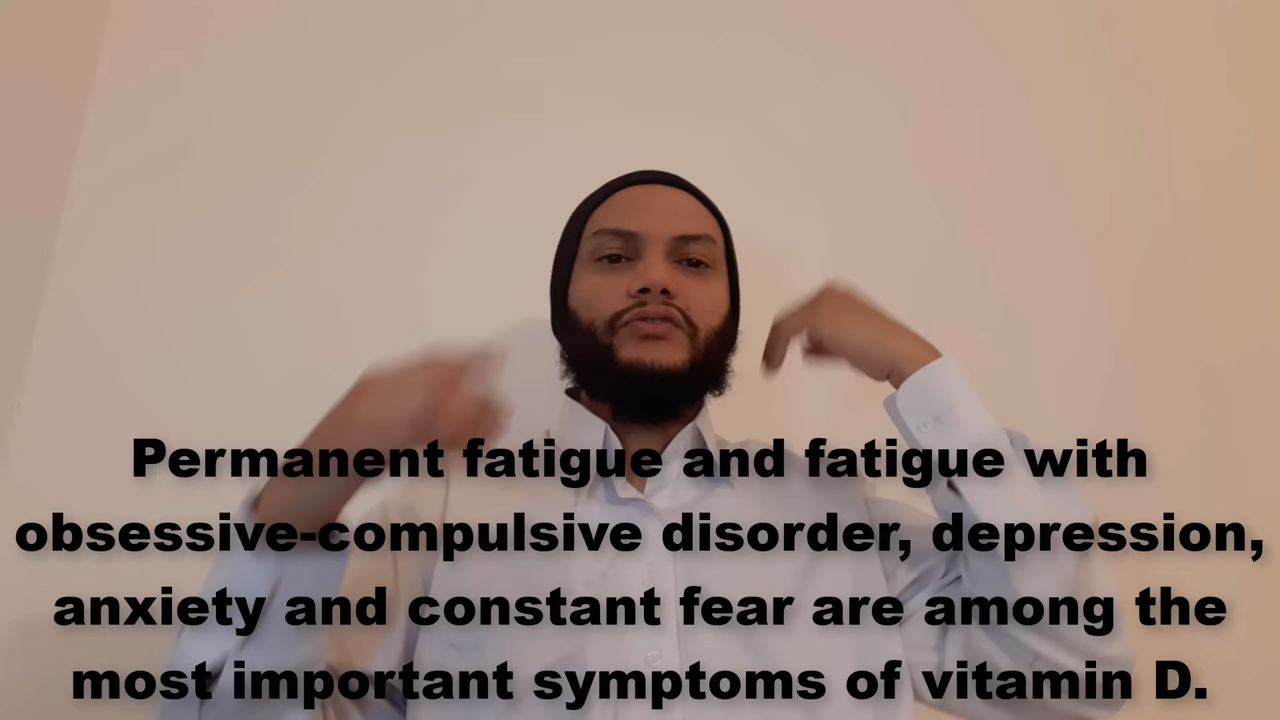 Permanent fatigue and fatigue with
obsessive-compulsive disorder, depression,
anxiety and constant fear are among the
most important symptoms of vitamin D.